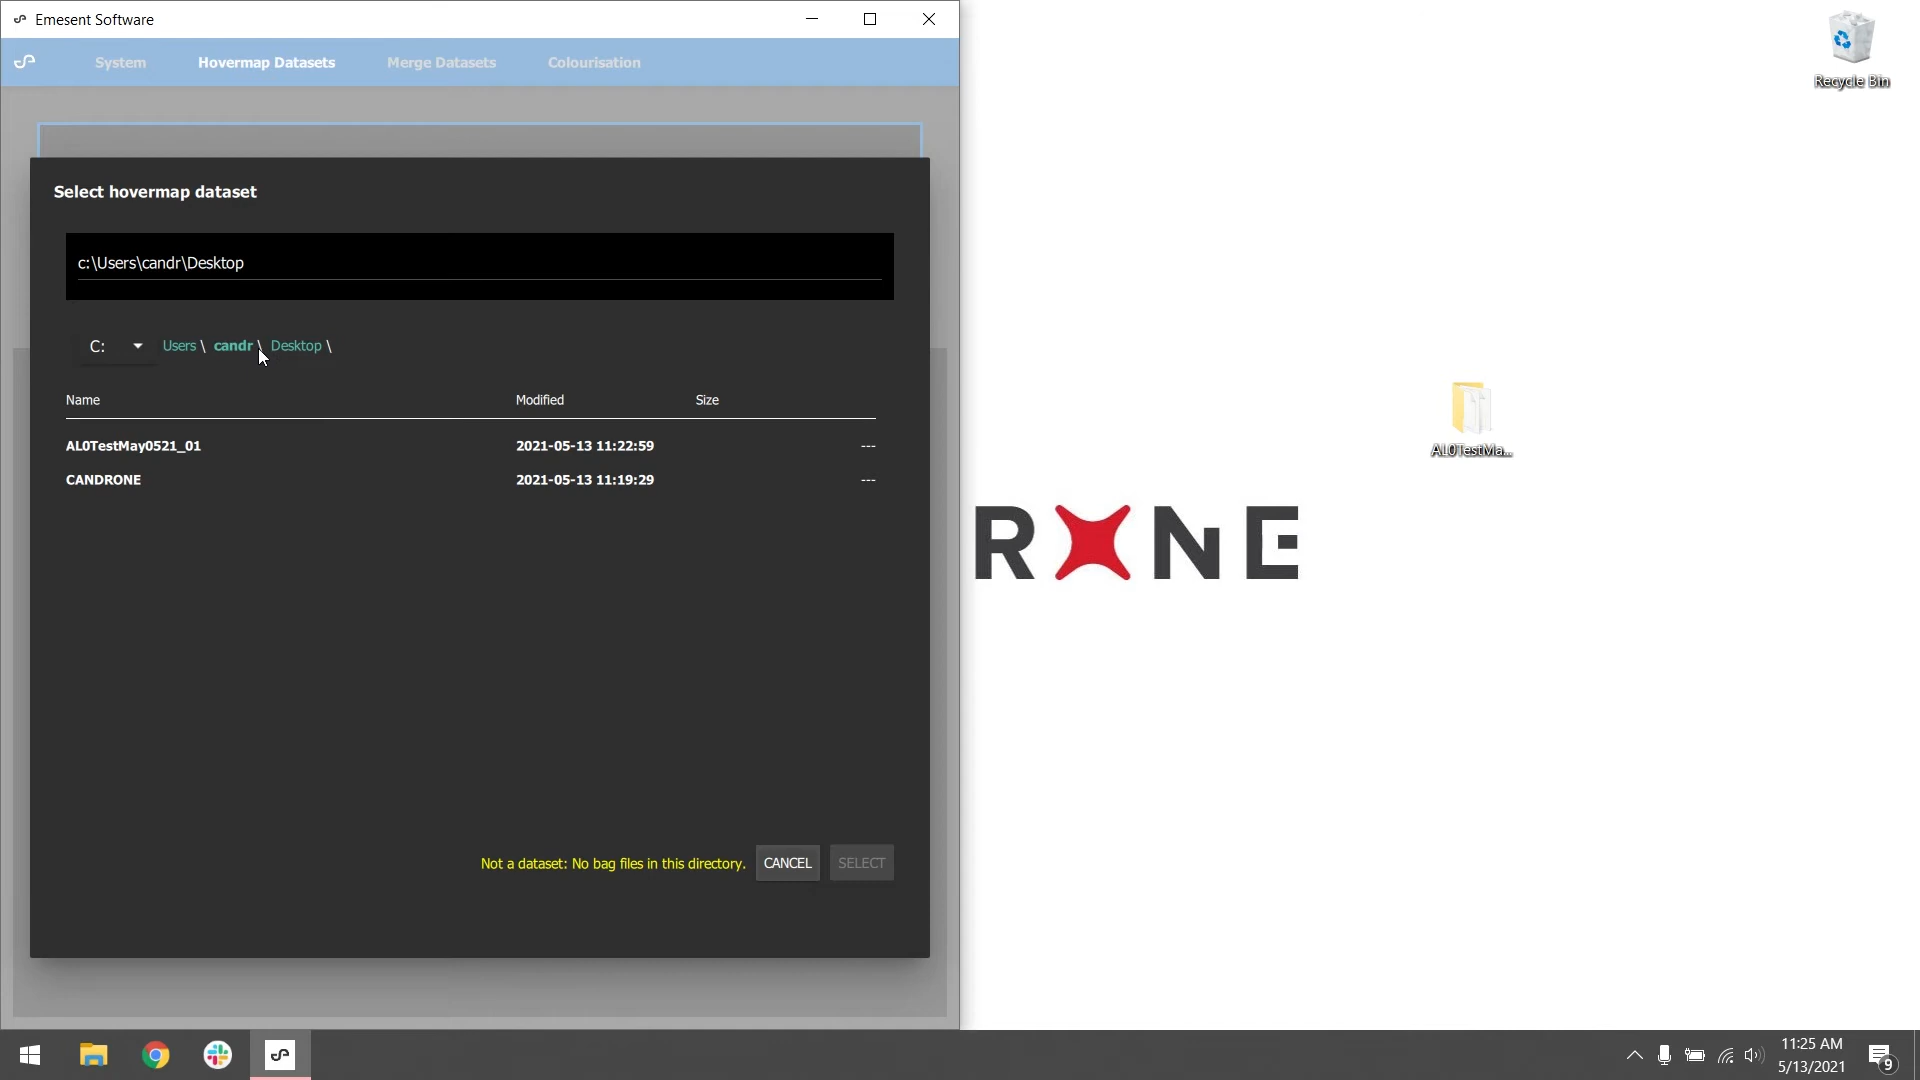 Emesent Software
System Hovermap Datasets Merge Datasets Colourisation
Select hovermap dataset
c:\Users\candr\Desktop
C: Users \ candr \ Desktop \
Name Modified Size
AL0TestMay0521_01 2021-05-13 11:22:59 ---
CANDRONE 2021-05-13 11:19:29 ---
Not a dataset: No bag files in this directory. CANCEL SELECT
Recycle Bin
AL0TestMa...
RONE
11:25 AM
5/13/2021
9